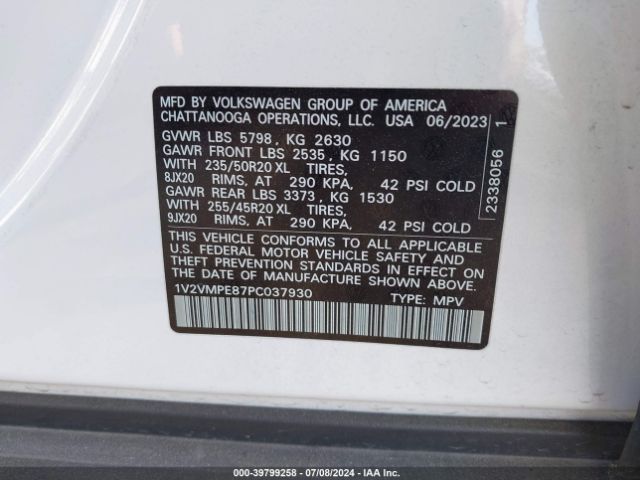 MFD BY VOLKSWAGEN GROUP OF AMERICA
CHATTANOOGA OPERATIONS, LLC. USA 06/2023
GVWR LBS 5798, KG 2630
GAWR FRONT LBS 2535, KG 1150
WITH 235/50R20 XL TIRES,
8JX20 RIMS, AT 290 KPA, 42 PSI COLD
GAWR REAR LBS 3373, KG 1530
WITH 255/45R20 XL TIRES,
9JX20 RIMS, AT 290 KPA, 42 PSI COLD
THIS VEHICLE CONFORMS TO ALL APPLICABLE
U.S. FEDERAL MOTOR VEHICLE SAFETY AND
THEFT PREVENTION STANDARDS IN EFFECT ON
THE DATE OF MANUFACTURE SHOWN ABOVE.
1V2VMPE87PC037930 TYPE: MPV
2338056 1
000-39799258 - 07/08/2024 - IAA Inc.